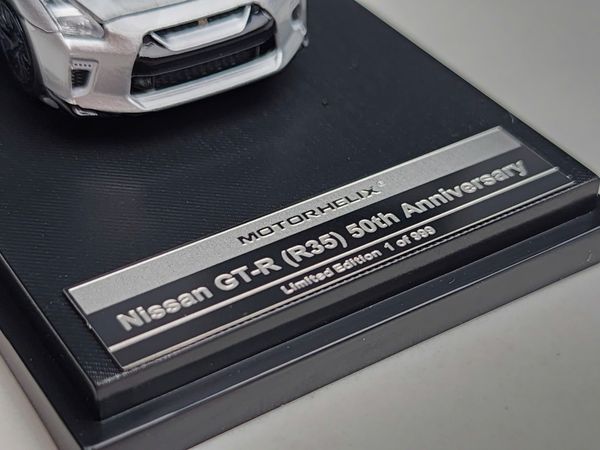 MOTORHELIX®
Nissan GT-R (R35) 50th Anniversary
Limited Edition 1 of 999